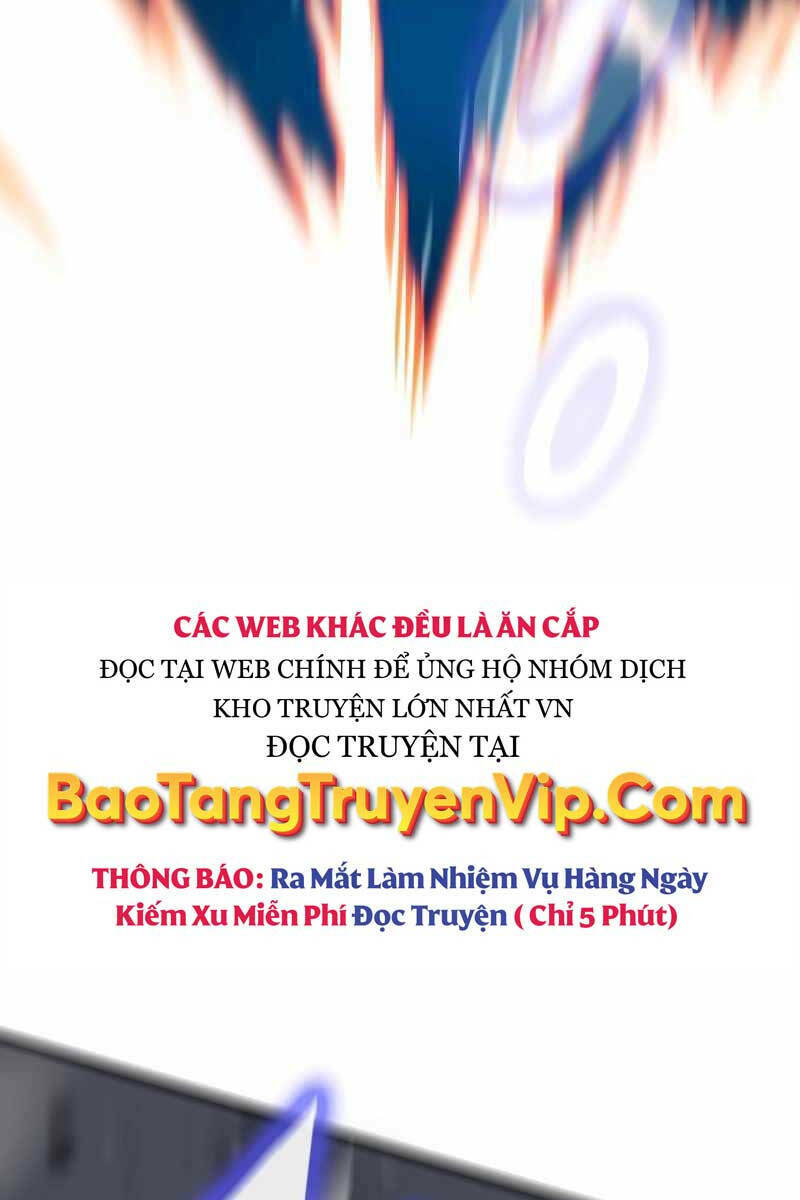 CÁC WEB KHÁC ĐỀU LÀ ĂN CẮP
ĐỌC TẠI WEB CHÍNH ĐỂ ỦNG HỘ NHÓM DỊCH
KHO TRUYỆN LỚN NHẤT VN
ĐỌC TRUYỆN TẠI
BaoTangTruyenVip.Com
THÔNG BÁO: Ra Mắt Làm Nhiệm Vụ Hàng Ngày
Kiếm Xu Miễn Phí Đọc Truyện ( Chỉ 5 Phút)